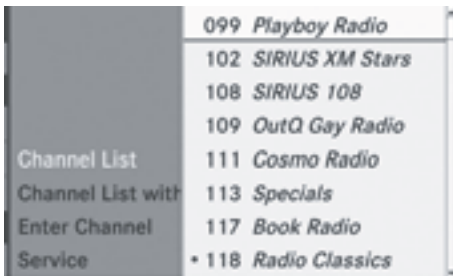 099 Playboy Radio
102 SIRIUS XM Stars
108 SIRIUS 108
109 OutQ Gay Radio
Channel List
111 Cosmo Radio
Channel List with
113 Specials
Enter Channel
117 Book Radio
Service
• 118 Radio Classics